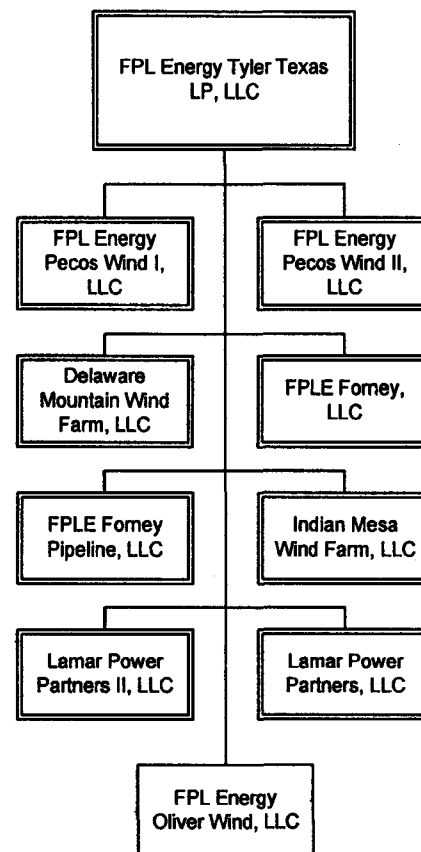 FPL Energy Tyler Texas
LP, LLC
FPL Energy
Pecos Wind I,
LLC
FPL Energy
Pecos Wind II,
LLC
Delaware
Mountain Wind
Farm, LLC
FPLE Forney,
LLC
FPLE Forney
Pipeline, LLC
Indian Mesa
Wind Farm, LLC
Lamar Power
Partners II, LLC
Lamar Power
Partners, LLC
FPL Energy
Oliver Wind, LLC